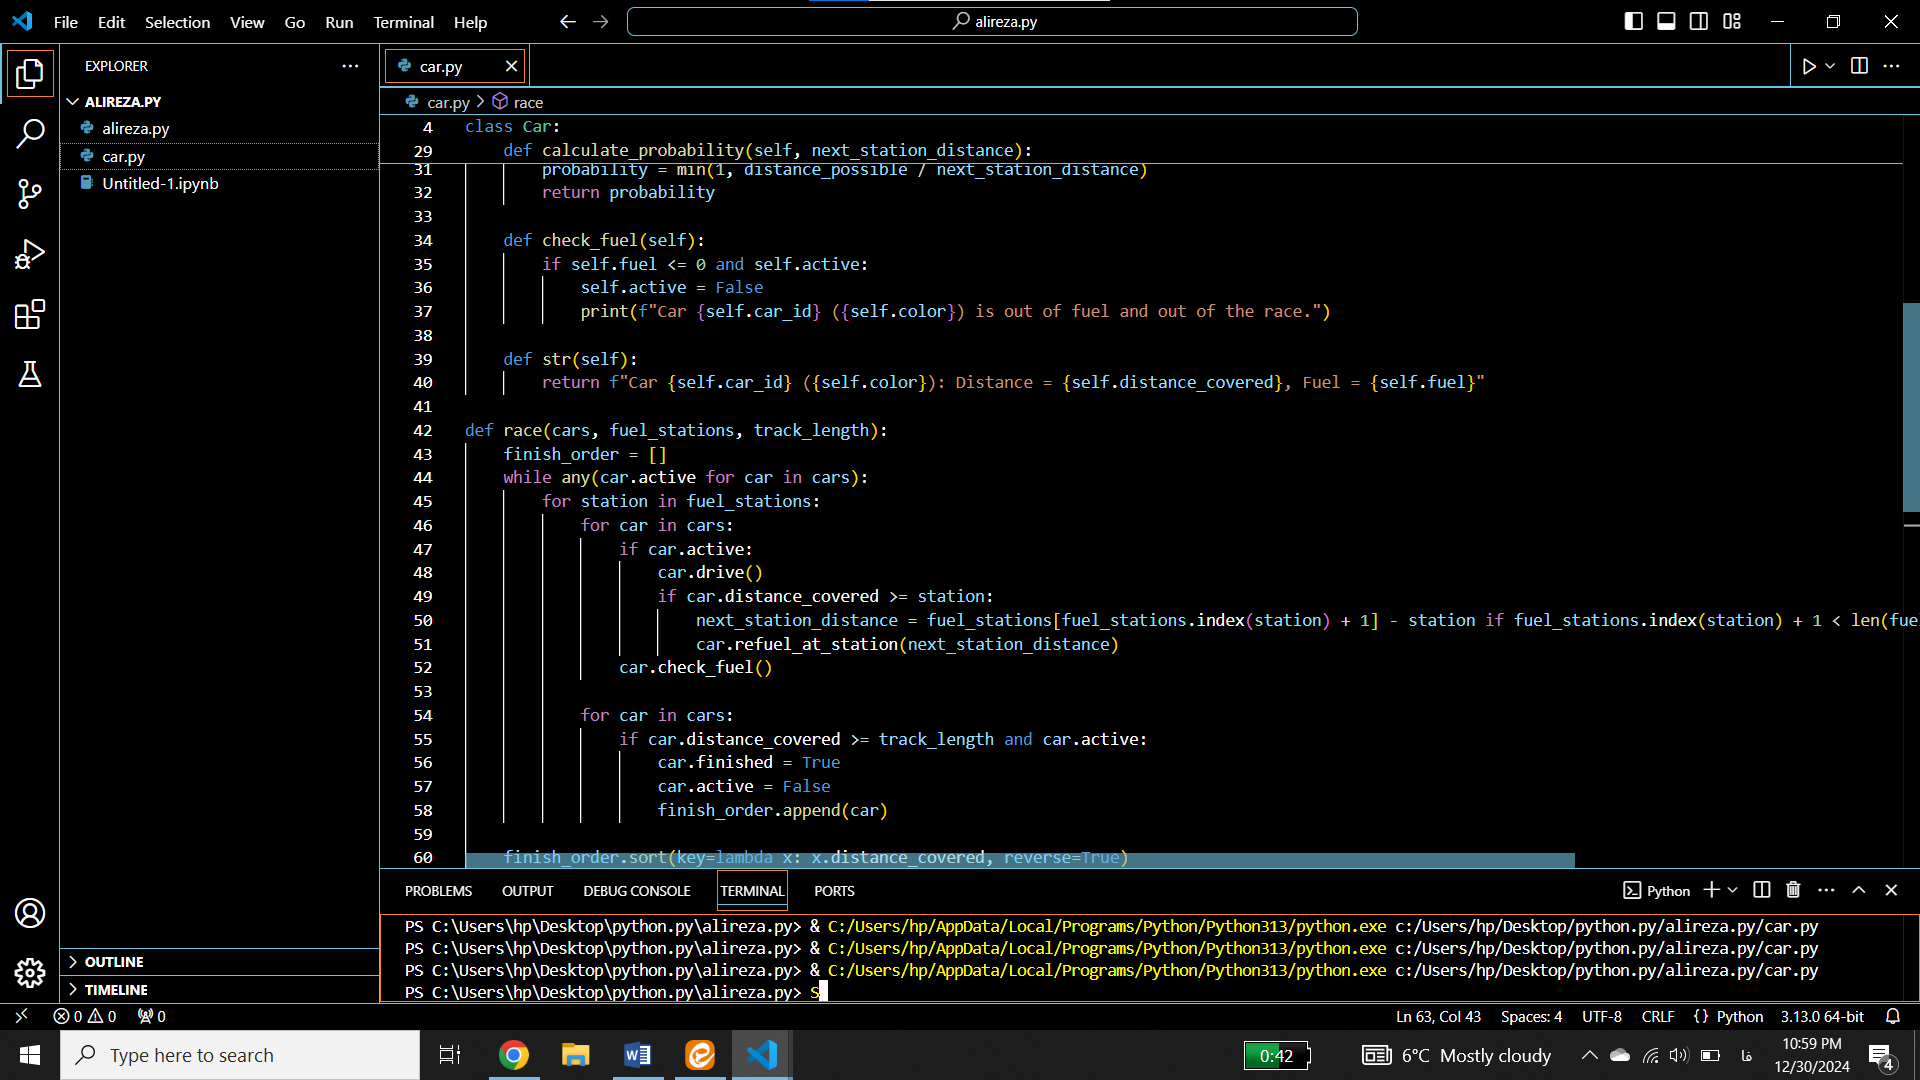 File Edit Selection View Go Run Terminal Help
alireza.py
EXPLORER
car.py
ALIREZA.PY
alireza.py
car.py
Untitled-1.ipynb
car.py > race
4 class Car:
29 def calculate_probability(self, next_station_distance):
31 probability = min(1, distance_possible / next_station_distance)
32 return probability
33
34 def check_fuel(self):
35 if self.fuel <= 0 and self.active:
36 self.active = False
37 print(f"Car {self.car_id} ({self.color}) is out of fuel and out of the race.")
38
39 def str(self):
40 return f"Car {self.car_id} ({self.color}): Distance = {self.distance_covered}, Fuel = {self.fuel}"
41
42 def race(cars, fuel_stations, track_length):
43 finish_order = []
44 while any(car.active for car in cars):
45 for station in fuel_stations:
46 for car in cars:
47 if car.active:
48 car.drive()
49 if car.distance_covered >= station:
50 next_station_distance = fuel_stations[fuel_stations.index(station) + 1] - station if fuel_stations.index(station) + 1 < len(fue
51 car.refuel_at_station(next_station_distance)
52 car.check_fuel()
53
54 for car in cars:
55 if car.distance_covered >= track_length and car.active:
56 car.finished = True
57 car.active = False
58 finish_order.append(car)
59
60 finish_order.sort(key=lambda x: x.distance_covered, reverse=True)
PROBLEMS OUTPUT DEBUG CONSOLE TERMINAL PORTS
Python
PS C:\Users\hp\Desktop\python.py\alireza.py> & C:/Users/hp/AppData/Local/Programs/Python/Python313/python.exe c:/Users/hp/Desktop/python.py/alireza.py/car.py
PS C:\Users\hp\Desktop\python.py\alireza.py> & C:/Users/hp/AppData/Local/Programs/Python/Python313/python.exe c:/Users/hp/Desktop/python.py/alireza.py/car.py
PS C:\Users\hp\Desktop\python.py\alireza.py> & C:/Users/hp/AppData/Local/Programs/Python/Python313/python.exe c:/Users/hp/Desktop/python.py/alireza.py/car.py
PS C:\Users\hp\Desktop\python.py\alireza.py> S
OUTLINE
TIMELINE
0 0 0
Ln 63, Col 43 Spaces: 4 UTF-8 CRLF {} Python 3.13.0 64-bit
Type here to search
0:42
6°C Mostly cloudy
فا
10:59 PM
12/30/2024
4